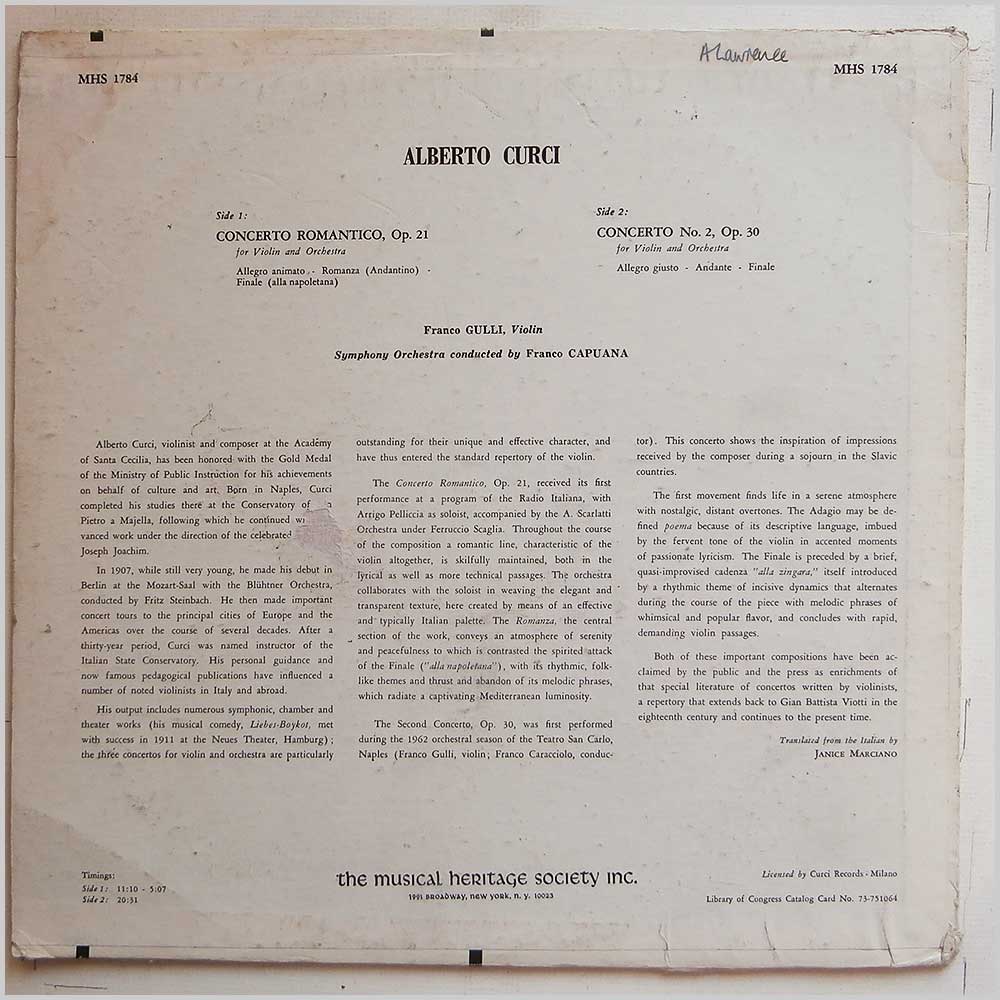 ALawrence
MHS 1784
MHS 1784
ALBERTO CURCI
Side 1:
CONCERTO ROMANTICO, Op. 21
for Violin and Orchestra
Allegro animato - Romanza (Andantino) -
Finale (alla napoletana)
Side 2:
CONCERTO No. 2, Op. 30
for Violin and Orchestra
Allegro giusto - Andante - Finale
Franco GULLI, Violin
Symphony Orchestra conducted by Franco CAPUANA
Alberto Curci, violinist and composer at the Academy
of Santa Cecilia, has been honored with the Gold Medal
of the Ministry of Public Instruction for his achievements
on behalf of culture and art. Born in Naples, Curci
completed his studies there at the Conservatory of
Pietro a Majella, following which he continued
vanced work under the direction of the celebrated
Joseph Joachim.
In 1907, while still very young, he made his debut in
Berlin at the Mozart-Saal with the Blühtner Orchestra,
conducted by Fritz Steinbach. He then made important
concert tours to the principal cities of Europe and the
Americas over the course of several decades. After a
thirty-year period, Curci was named instructor of the
Italian State Conservatory. His personal guidance and
now famous pedagogical publications have influenced a
number of noted violinists in Italy and abroad.
His output includes numerous symphonic, chamber and
theater works (his musical comedy, Liebes-Boykot, met
with success in 1911 at the Neues Theater, Hamburg);
the three concertos for violin and orchestra are particularly
outstanding for their unique and effective character, and
have thus entered the standard repertory of the violin.
The Concerto Romantico, Op. 21, received its first
performance at a program of the Radio Italiana, with
Arrigo Pelliccia as soloist, accompanied by the A. Scarlatti
Orchestra under Ferruccio Scaglia. Throughout the course
of the composition a romantic line, characteristic of the
violin altogether, is skilfully maintained, both in the
lyrical as well as more technical passages. The orchestra
collaborates with the soloist in weaving the elegant and
transparent texture, here created by means of an effective
and typically Italian palette. The Romanza, the central
section of the work, conveys an atmosphere of serenity
and peacefulness to which is contrasted the spirited attack
of the Finale ("alla napoletana"), with its rhythmic, folk-
like themes and thrust and abandon of its melodic phrases,
which radiate a captivating Mediterranean luminosity.
The Second Concerto, Op. 30, was first performed
during the 1962 orchestral season of the Teatro San Carlo,
Naples (Franco Gulli, violin; Franco Caracciolo, conduc-
tor). This concerto shows the inspiration of impressions
received by the composer during a sojourn in the Slavic
countries.
The first movement finds life in a serene atmosphere
with nostalgic, distant overtones. The Adagio may be de-
fined poema because of its descriptive language, imbued
by the fervent tone of the violin in accented moments
of passionate lyricism. The Finale is preceded by a brief,
quasi-improvised cadenza "alla zingara," itself introduced
by a rhythmic theme of incisive dynamics that alternates
during the course of the piece with melodic phrases of
whimsical and popular flavor, and concludes with rapid,
demanding violin passages.
Both of these important compositions have been ac-
claimed by the public and the press as enrichments of
that special literature of concertos written by violinists,
a repertory that extends back to Gian Battista Viotti in the
eighteenth century and continues to the present time.
Translated from the Italian by
JANICE MARCIANO
Timings:
Side 1: 11:10 - 5:07
Side 2: 20:31
the musical heritage society inc.
1991 BROADWAY, new york, n. y. 10023
Licensed by Curci Records - Milano
Library of Congress Catalog Card No. 73-751064